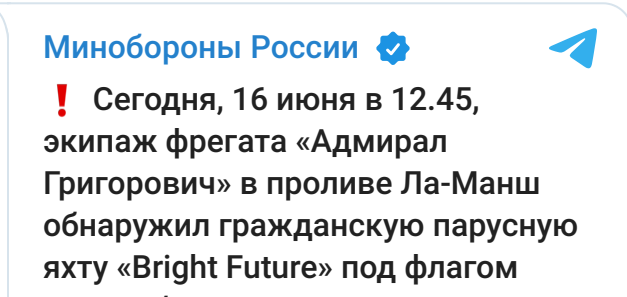 Минобороны России
❗ Сегодня, 16 июня в 12.45,
экипаж фрегата «Адмирал
Григорович» в проливе Ла-Манш
обнаружил гражданскую парусную
яхту «Bright Future» под флагом